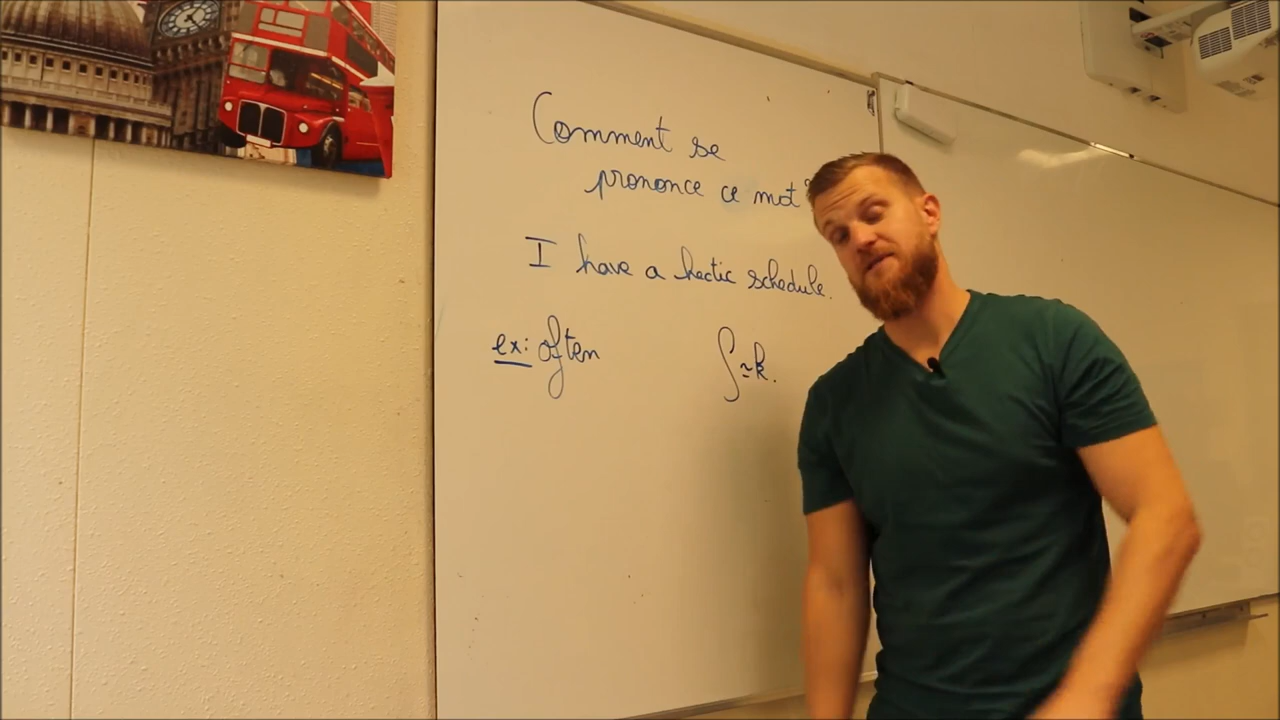 Comment se
prononce ce mot?
I have a hectic schedule.
ex: often
ʃ ≃ k.